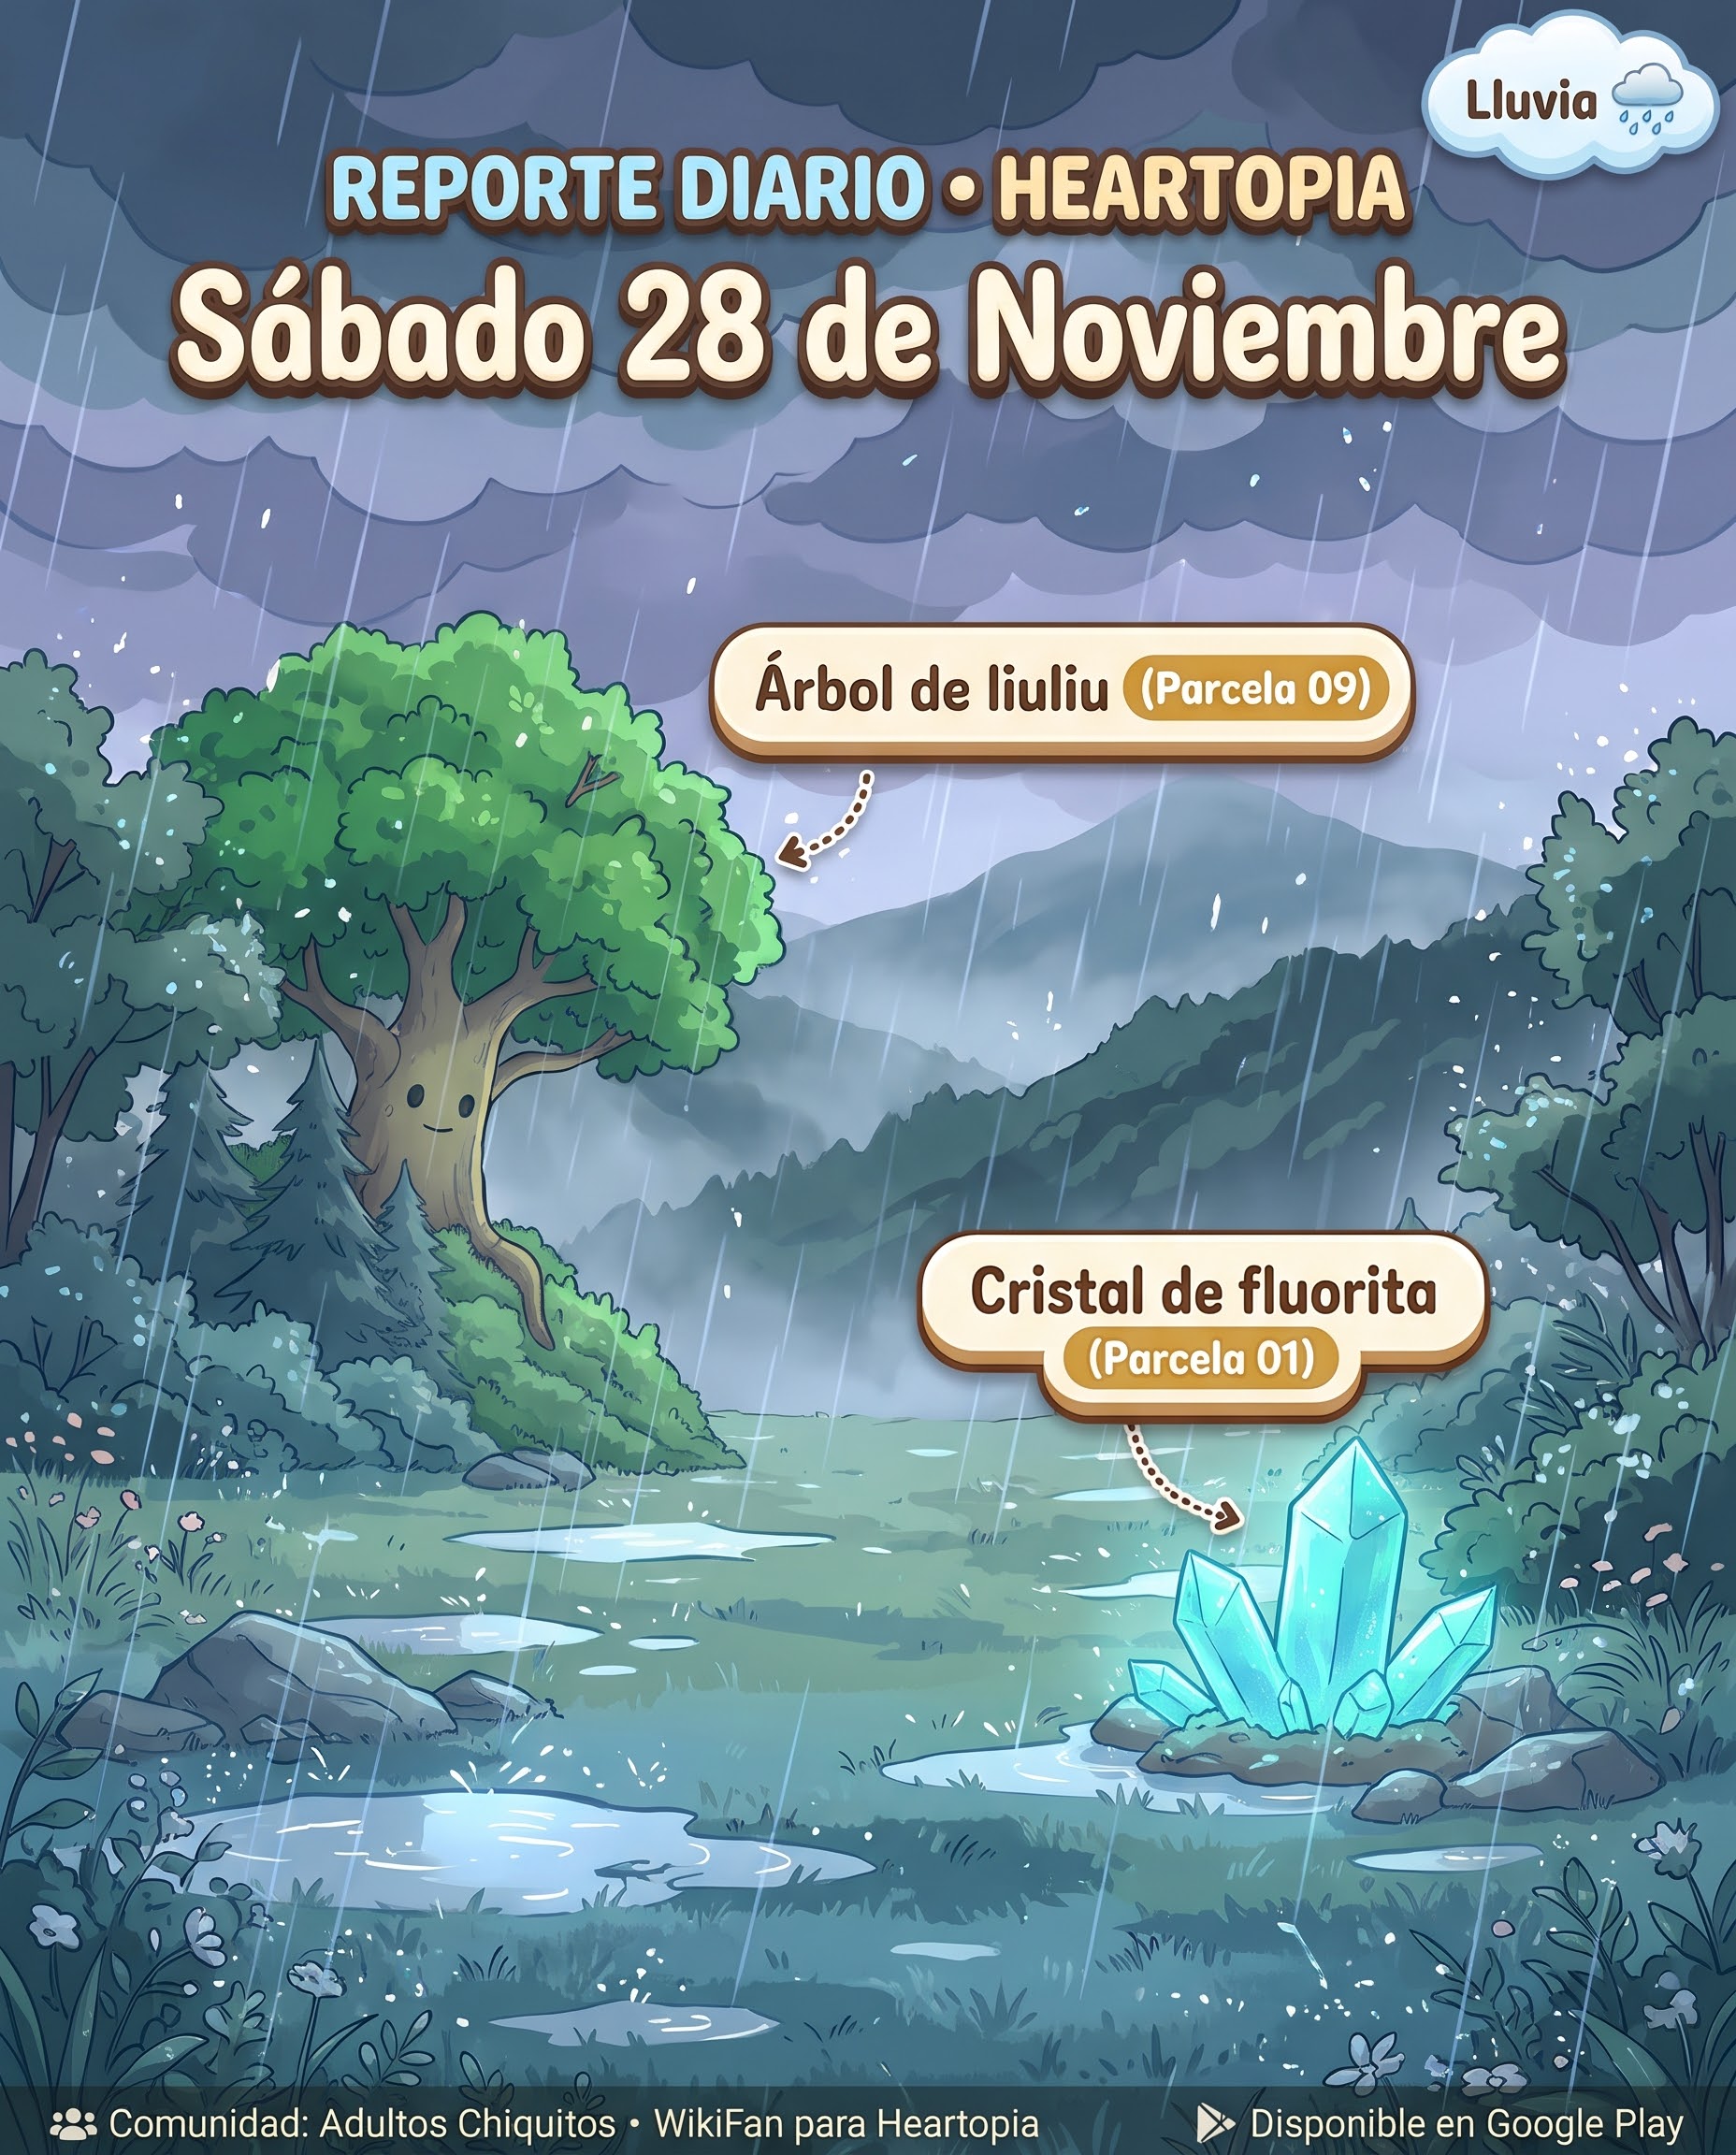 Lluvia
REPORTE DIARIO • HEARTOPIA
Sábado 28 de Noviembre
Árbol de liuliu (Parcela 09)
Cristal de fluorita
(Parcela 01)
Comunidad: Adultos Chiquitos • WikiFan para Heartopia
Disponible en Google Play